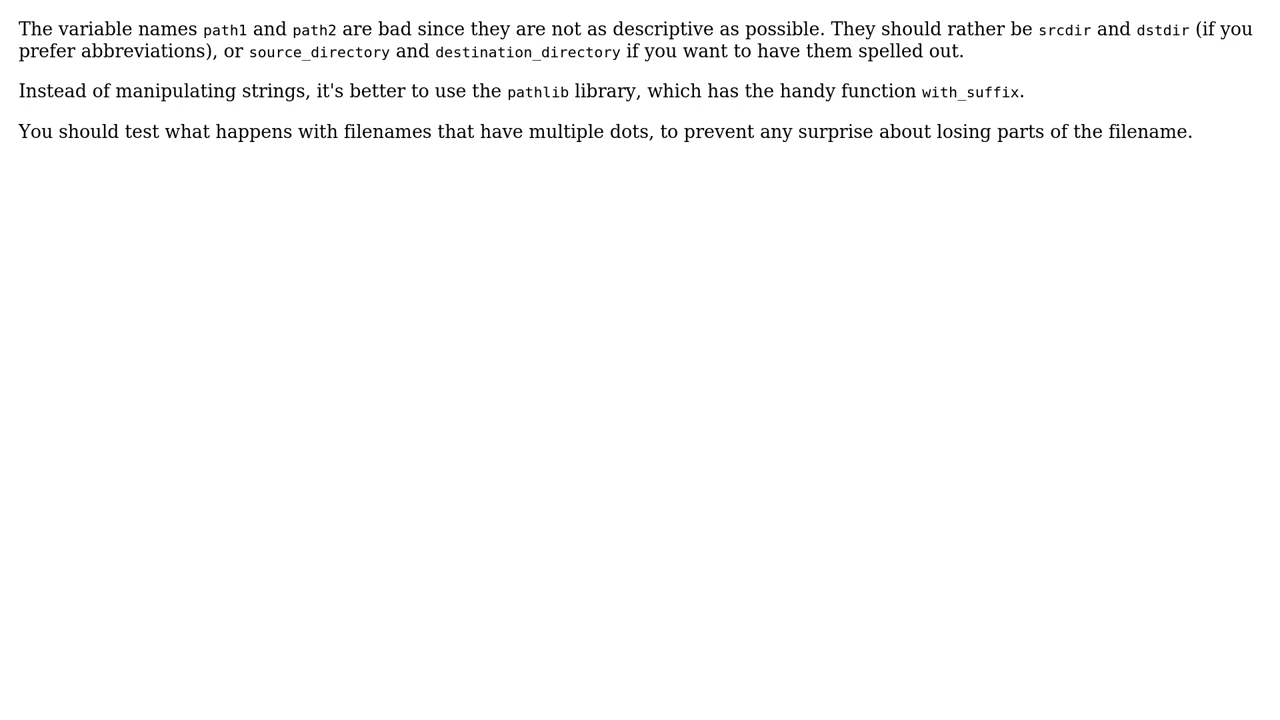 The variable names path1 and path2 are bad since they are not as descriptive as possible. They should rather be srcdir and dstdir (if you
prefer abbreviations), or source_directory and destination_directory if you want to have them spelled out.
Instead of manipulating strings, it's better to use the pathlib library, which has the handy function with_suffix.
You should test what happens with filenames that have multiple dots, to prevent any surprise about losing parts of the filename.